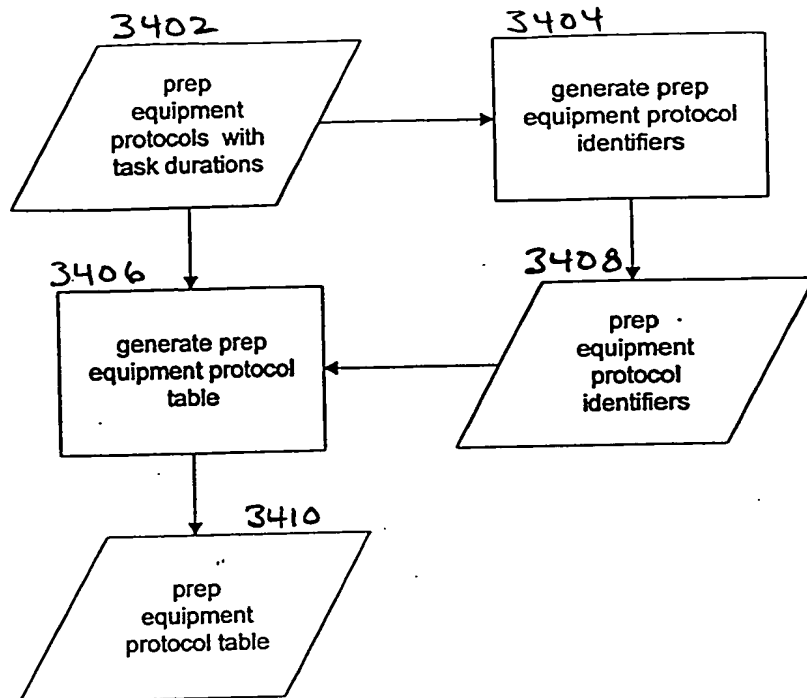 3402
prep
equipment
protocols with
task durations
3404
generate prep
equipment protocol
identifiers
3406
generate prep
equipment protocol
table
3408
prep
equipment
protocol
identifiers
3410
prep
equipment
protocol table